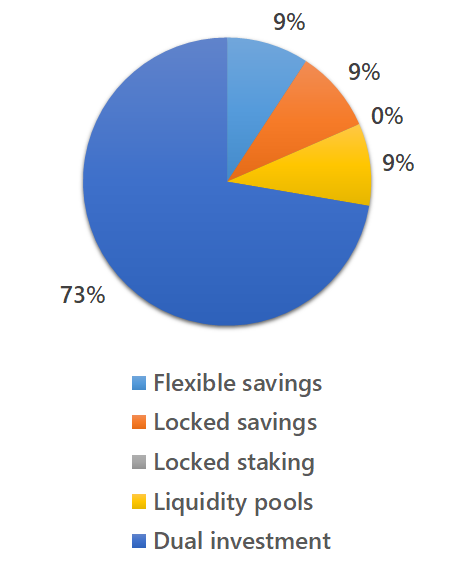 9%
9%
0%
9%
73%
Flexible savings
Locked savings
Locked staking
Liquidity pools
Dual investment